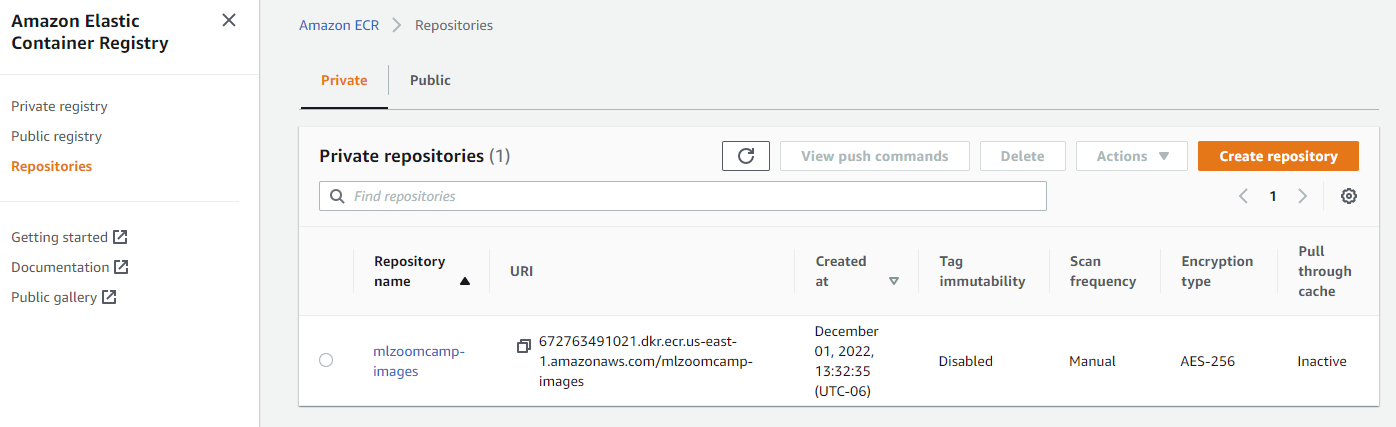 Amazon Elastic
Container Registry
Private registry
Public registry
Repositories
Getting started
Documentation
Public gallery
Amazon ECR
Repositories
Private
Public
Private repositories (1)
View push commands
Delete
Actions
Create repository
Find repositories
1
Repository
name
URI
Created
at
Tag
immutability
Scan
frequency
Encryption
type
Pull
through
cache
mlzoomcamp-
images
672763491021.dkr.ecr.us-east-
1.amazonaws.com/mlzoomcamp-
images
December
01, 2022,
13:32:35
(UTC-06)
Disabled
Manual
AES-256
Inactive